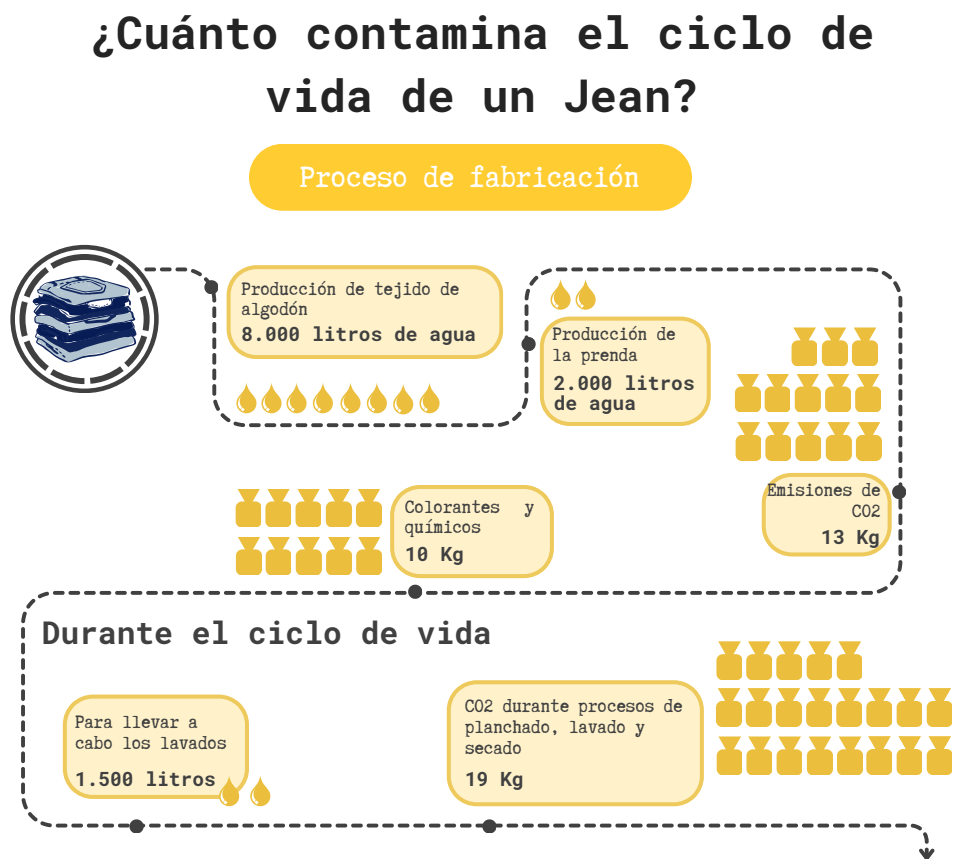 ¿Cuánto contamina el ciclo de
vida de un Jean?
Proceso de fabricación
Producción de tejido de
algodón
8.000 litros de agua
Producción de
la prenda
2.000 litros
de agua
Emisiones de
CO2
13 Kg
Colorantes y
químicos
10 Kg
Durante el ciclo de vida
Para llevar a
cabo los lavados
1.500 litros
CO2 durante procesos de
planchado, lavado y
secado
19 Kg